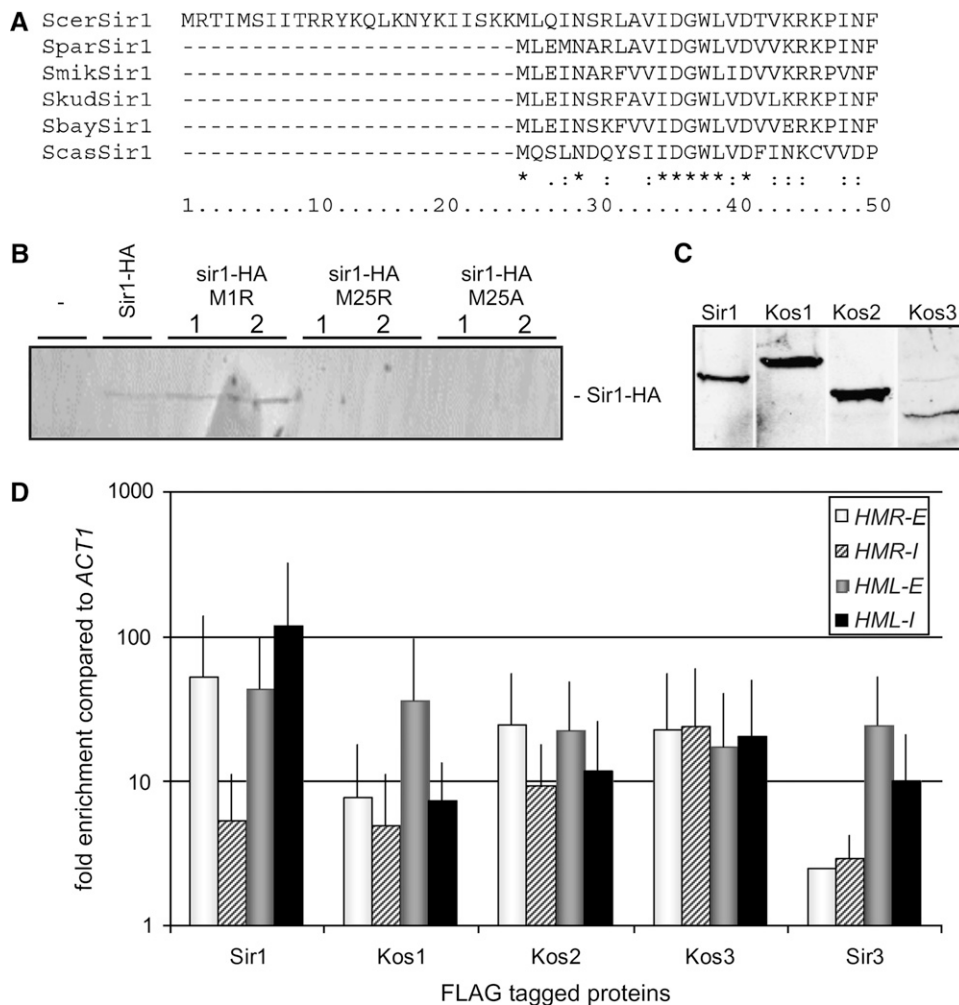 A
ScerSir1 MRTIMSIITRRYKQLKNYKIISKKMLQINSRLAVIDGWLVDTVKRKPINF
SparSir1 ------------------------MLEMNARLAVIDGWLVDVVKRKPINF
SmikSir1 ------------------------MLEINARFVVIDGWLIDVVKRRPVNF
SkudSir1 ------------------------MLEINSRFAVIDGWLVDVLKRKPINF
SbaySir1 ------------------------MLEINSKFVVIDGWLVDVVERKPINF
ScasSir1 ------------------------MQSLNDQYSIIDGWLVDFINKCVVDP
* .:* : :*****:* ::: ::
1........10........20........30........40........50
B
-
Sir1-HA
sir1-HA
M1R
1 2
sir1-HA
M25R
1 2
sir1-HA
M25A
1 2
- Sir1-HA
C
Sir1 Kos1 Kos2 Kos3
D
fold enrichment compared to ACT1
1000
100
10
1
HMR-E
HMR-I
HML-E
HML-I
Sir1 Kos1 Kos2 Kos3 Sir3
FLAG tagged proteins